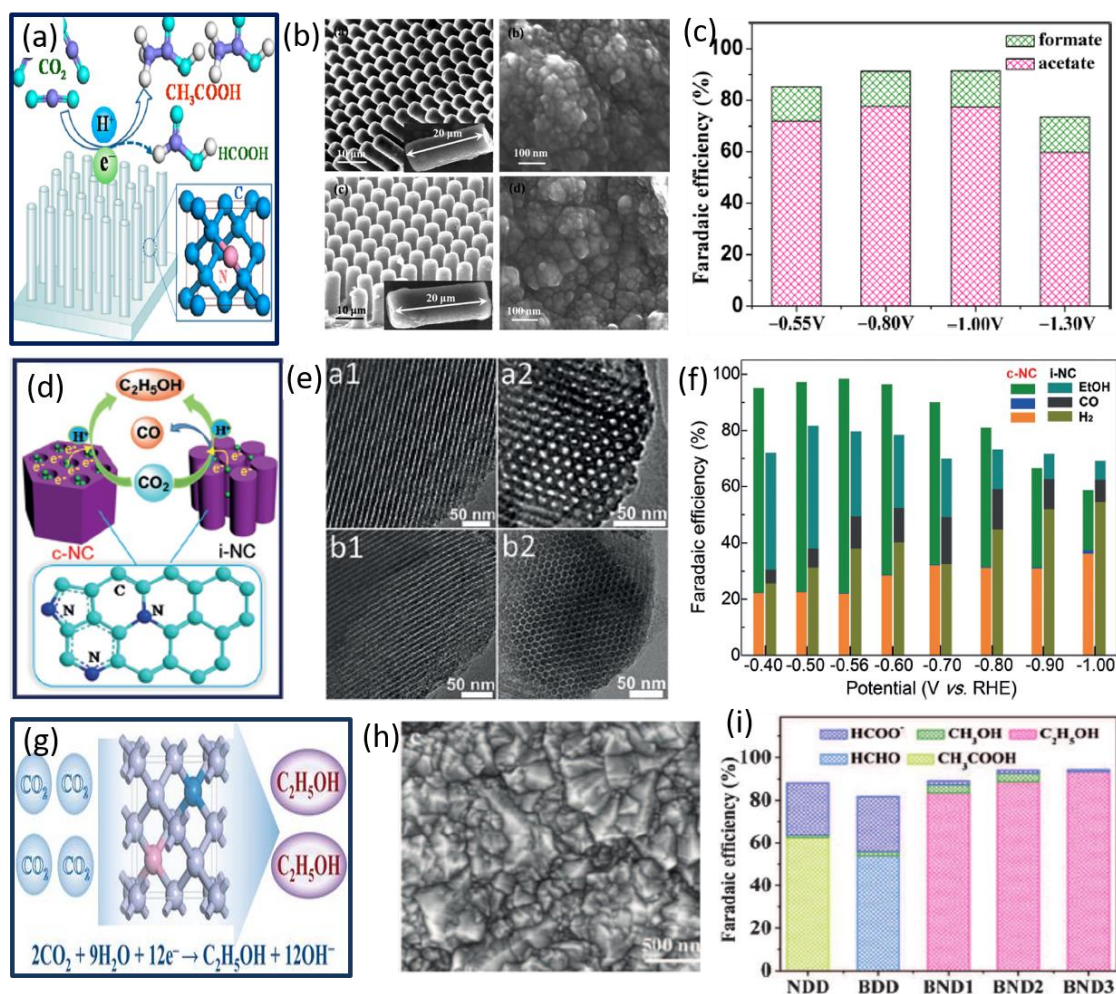 (a)
CO2
CH3COOH
H+
e−
HCOOH
C
N
(b)
(a)
20 μm
10 μm
(b)
100 nm
(c)
20 μm
10 μm
(d)
100 nm
(c)
Faradaic efficiency (%)
formate
acetate
80
60
40
20
0
−0.55V −0.80V −1.00V −1.30V
(d)
C2H5OH
H+
CO
H+
e-
e-
e-
e-
CO2
e-
e-
c-NC
i-NC
C
N
N
N
(e)
a1
50 nm
a2
50 nm
b1
50 nm
b2
50 nm
(f)
Faradaic efficiency (%)
c-NC i-NC
EtOH
CO
H2
100
80
60
40
20
0
-0.40 -0.50 -0.56 -0.60 -0.70 -0.80 -0.90 -1.00
Potential (V vs. RHE)
(g)
CO2 CO2
CO2 CO2
C2H5OH
C2H5OH
2CO2 + 9H2O + 12e− → C2H5OH + 12OH−
(h)
500 nm
(i)
Faradaic efficiency (%)
HCOO− CH3OH C2H5OH
HCHO CH3COOH
100
80
60
40
20
0
NDD BDD BND1 BND2 BND3